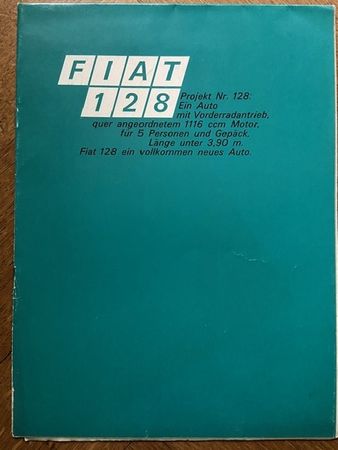 FIAT
128
Projekt Nr. 128:
Ein Auto
mit Vorderradantrieb,
quer angeordnetem 1116 ccm Motor,
für 5 Personen und Gepäck.
Länge unter 3,90 m.
Fiat 128 ein vollkommen neues Auto.